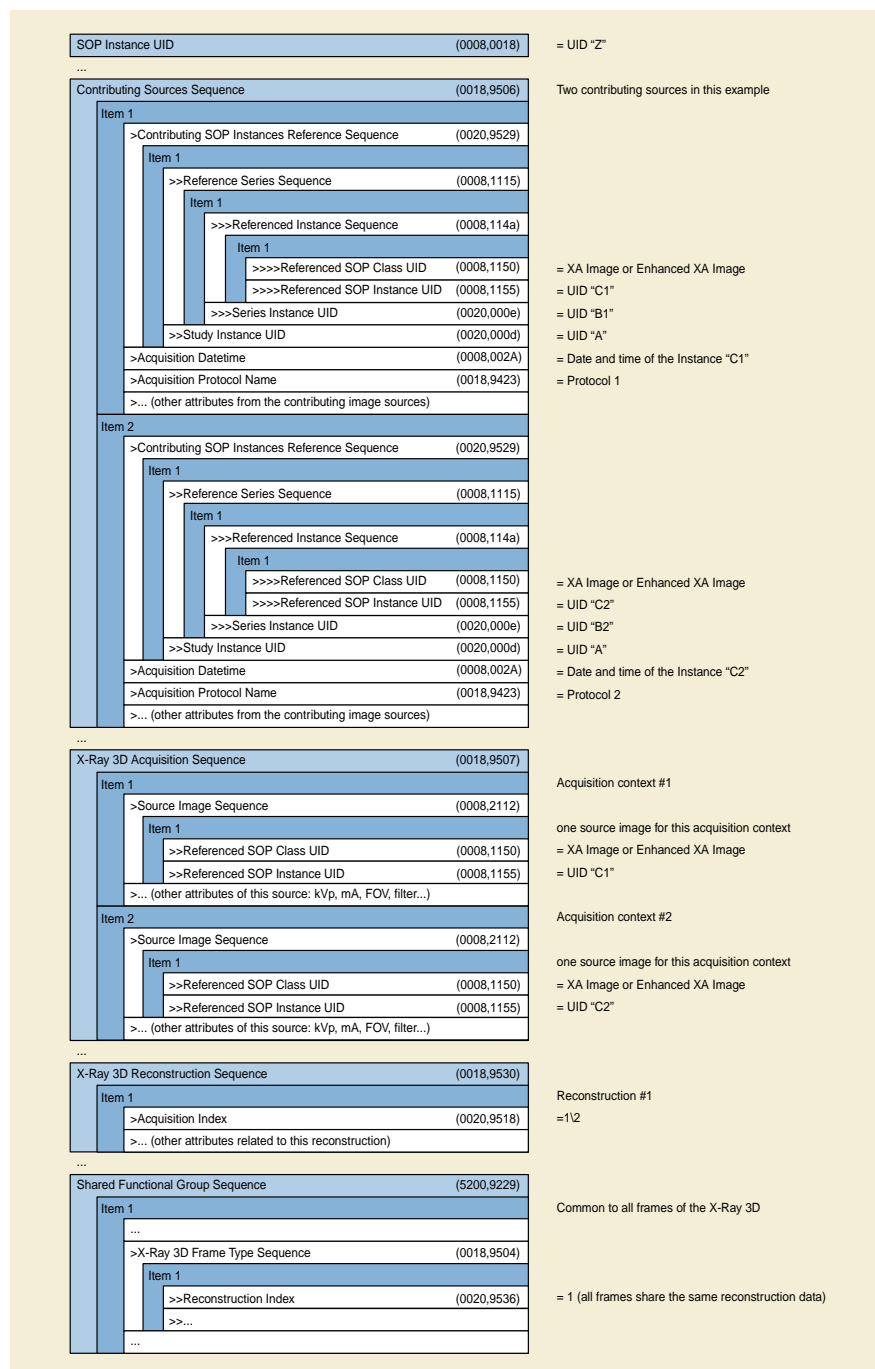 SOP Instance UID (0008,0018) = UID “Z”
...
Contributing Sources Sequence (0018,9506) Two contributing sources in this example
Item 1
>Contributing SOP Instances Reference Sequence (0020,9529)
Item 1
>>Reference Series Sequence (0008,1115)
Item 1
>>>Referenced Instance Sequence (0008,114a)
Item 1
>>>>Referenced SOP Class UID (0008,1150) = XA Image or Enhanced XA Image
>>>>Referenced SOP Instance UID (0008,1155) = UID “C1”
>>>Series Instance UID (0020,000e) = UID “B1”
>>Study Instance UID (0020,000d) = UID “A”
>Acquisition Datetime (0008,002A) = Date and time of the Instance “C1”
>Acquisition Protocol Name (0018,9423) = Protocol 1
>... (other attributes from the contributing image sources)
Item 2
>Contributing SOP Instances Reference Sequence (0020,9529)
Item 1
>>Reference Series Sequence (0008,1115)
Item 1
>>>Referenced Instance Sequence (0008,114a)
Item 1
>>>>Referenced SOP Class UID (0008,1150) = XA Image or Enhanced XA Image
>>>>Referenced SOP Instance UID (0008,1155) = UID “C2”
>>>Series Instance UID (0020,000e) = UID “B2”
>>Study Instance UID (0020,000d) = UID “A”
>Acquisition Datetime (0008,002A) = Date and time of the Instance “C2”
>Acquisition Protocol Name (0018,9423) = Protocol 2
>... (other attributes from the contributing image sources)
...
X-Ray 3D Acquisition Sequence (0018,9507)
Item 1 Acquisition context #1
>Source Image Sequence (0008,2112)
Item 1 one source image for this acquisition context
>>Referenced SOP Class UID (0008,1150) = XA Image or Enhanced XA Image
>>Referenced SOP Instance UID (0008,1155) = UID “C1”
>... (other attributes of this source: kVp, mA, FOV, filter...)
Item 2 Acquisition context #2
>Source Image Sequence (0008,2112)
Item 1 one source image for this acquisition context
>>Referenced SOP Class UID (0008,1150) = XA Image or Enhanced XA Image
>>Referenced SOP Instance UID (0008,1155) = UID “C2”
>... (other attributes of this source: kVp, mA, FOV, filter...)
...
X-Ray 3D Reconstruction Sequence (0018,9530)
Item 1 Reconstruction #1
>Acquisition Index (0020,9518) =1\2
>... (other attributes related to this reconstruction)
...
Shared Functional Group Sequence (5200,9229)
Item 1 Common to all frames of the X-Ray 3D
...
>X-Ray 3D Frame Type Sequence (0018,9504)
Item 1
>>Reconstruction Index (0020,9536) = 1 (all frames share the same reconstruction data)
>>...
...